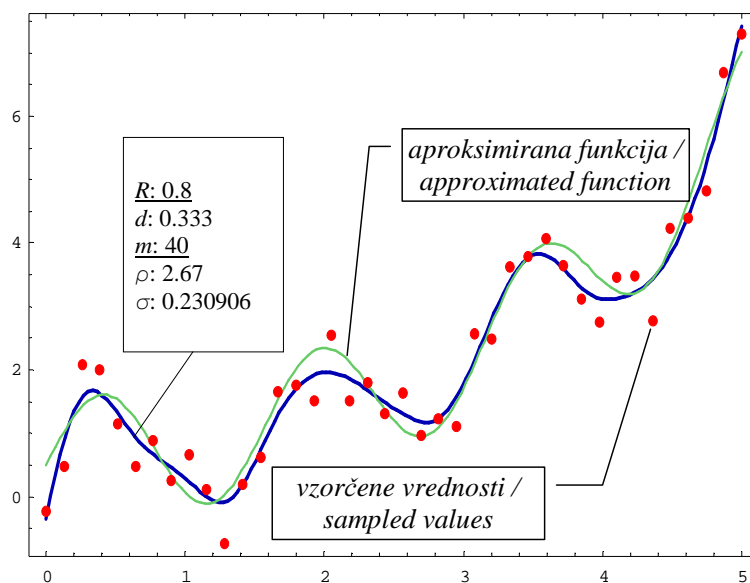 6
4
2
0
R: 0.8
d: 0.333
m: 40
ρ: 2.67
σ: 0.230906
aproksimirana funkcija /
approximated function
vzorčene vrednosti /
sampled values
0 1 2 3 4 5